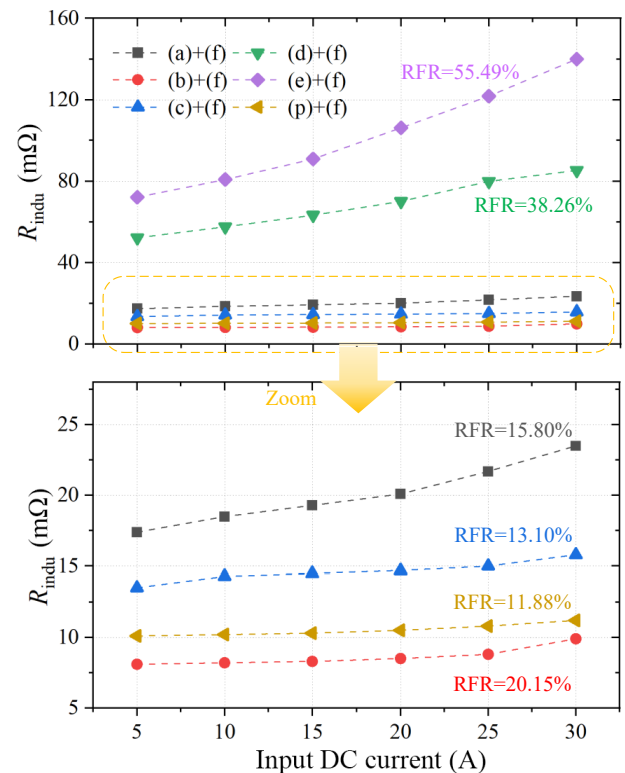 160
120
80
40
0
R_indu (mΩ)
(a)+(f)
(d)+(f)
(b)+(f)
(e)+(f)
(c)+(f)
(p)+(f)
RFR=55.49%
RFR=38.26%
Zoom
25
20
15
10
5
R_indu (mΩ)
RFR=15.80%
RFR=13.10%
RFR=11.88%
RFR=20.15%
5 10 15 20 25 30
Input DC current (A)